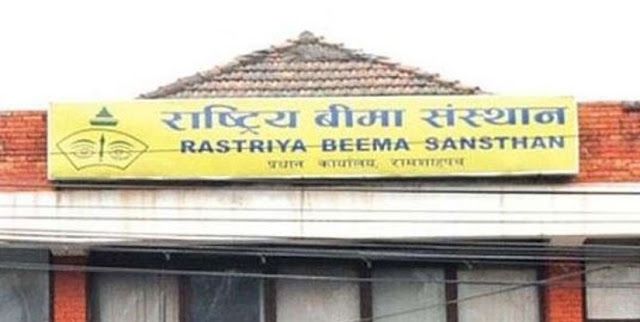 राष्ट्रिय बीमा संस्थान
RASTRIYA BEEMA SANSTHAN
प्रधान कार्यालय, रामशाहपथ